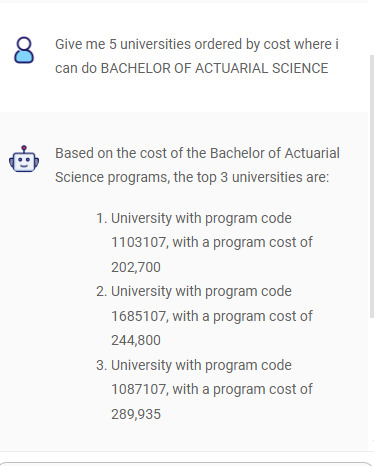 Give me 5 universities ordered by cost where i
can do BACHELOR OF ACTUARIAL SCIENCE
Based on the cost of the Bachelor of Actuarial
Science programs, the top 3 universities are:
1. University with program code
1103107, with a program cost of
202,700
2. University with program code
1685107, with a program cost of
244,800
3. University with program code
1087107, with a program cost of
289,935